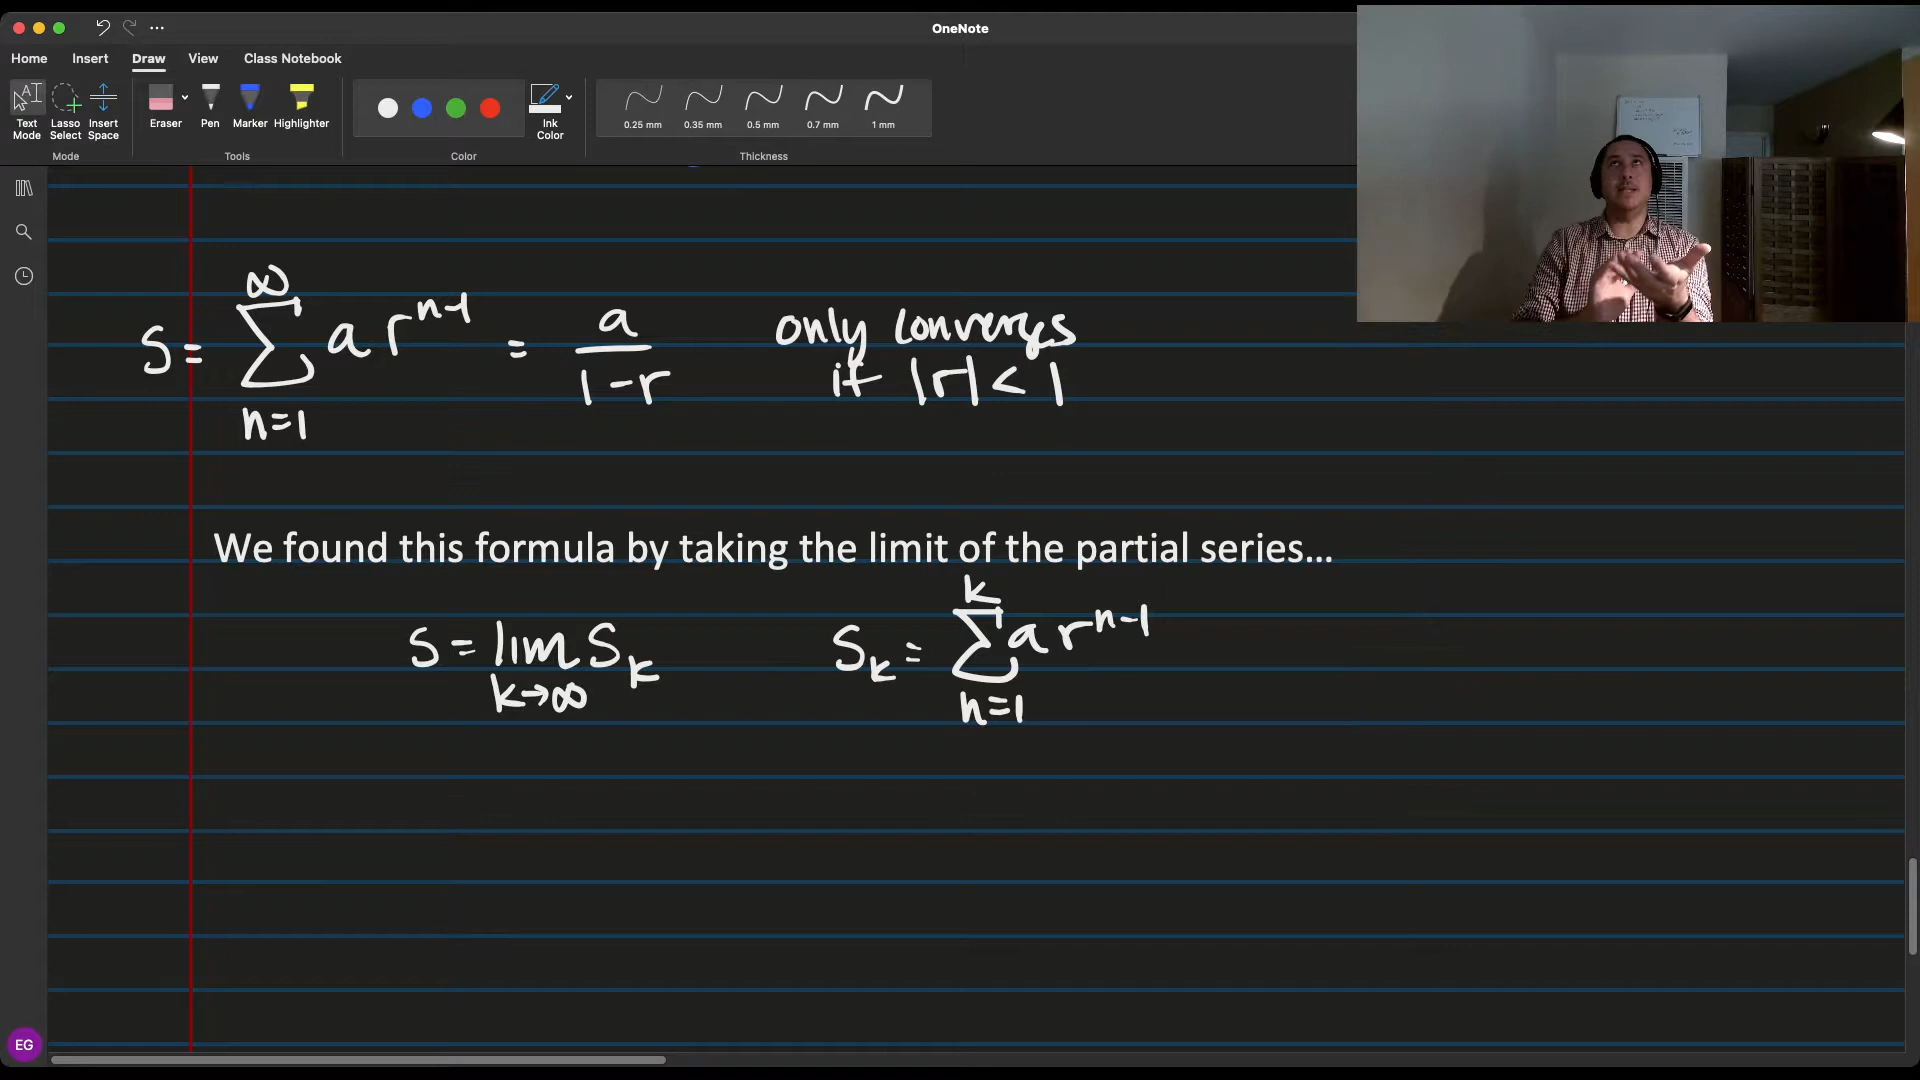 OneNote
Home Insert Draw View Class Notebook
Text Mode
Lasso Select
Insert Space
Eraser
Pen
Marker
Highlighter
Ink Color
0.25 mm 0.35 mm 0.5 mm 0.7 mm 1 mm
Mode Tools Color Thickness
S = ∑_{n=1}^{∞} a r^{n-1} = a/(1-r) only converges
if |r| < 1
We found this formula by taking the limit of the partial series...
S = lim_{k→∞} S_k S_k = ∑_{n=1}^{k} a r^{n-1}
EG